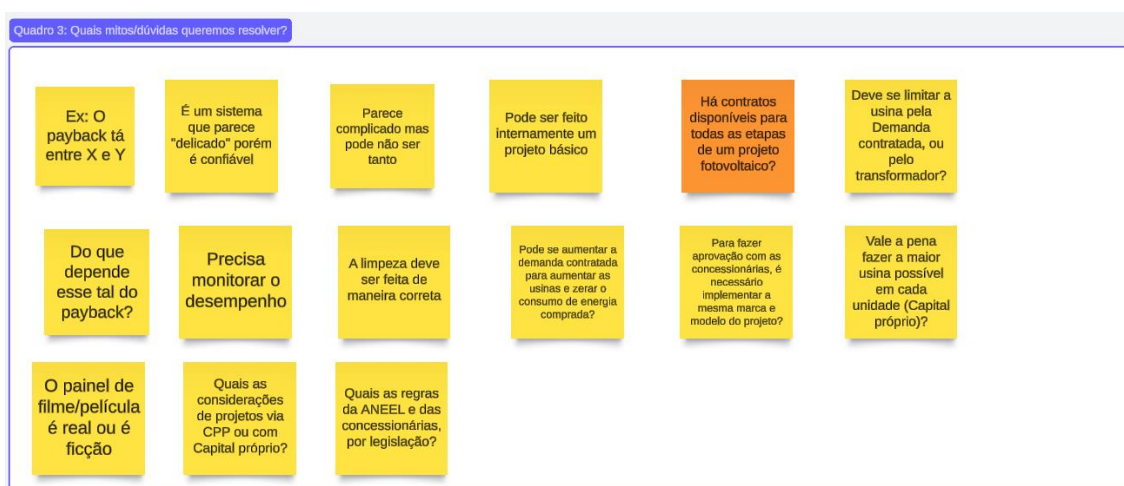 Quadro 3: Quais mitos/dúvidas queremos resolver?
Ex: O
payback tá
entre X e Y
É um sistema
que parece
"delicado" porém
é confiável
Parece
complicado mas
pode não ser
tanto
Pode ser feito
internamente um
projeto básico
Há contratos
disponíveis para
todas as etapas
de um projeto
fotovoltaico?
Deve se limitar a
usina pela
Demanda
contratada, ou
pelo
transformador?
Do que
depende
esse tal do
payback?
Precisa
monitorar o
desempenho
A limpeza deve
ser feita de
maneira correta
Pode se aumentar a
demanda contratada
para aumentar as
usinas e zerar o
consumo de energia
comprada?
Para fazer
aprovação com as
concessionárias, é
necessário
implementar a
mesma marca e
modelo do projeto?
Vale a pena
fazer a maior
usina possível
em cada
unidade (Capital
próprio)?
O painel de
filme/película
é real ou é
ficção
Quais as
considerações
de projetos via
CPP ou com
Capital próprio?
Quais as regras
da ANEEL e das
concessionárias,
por legislação?